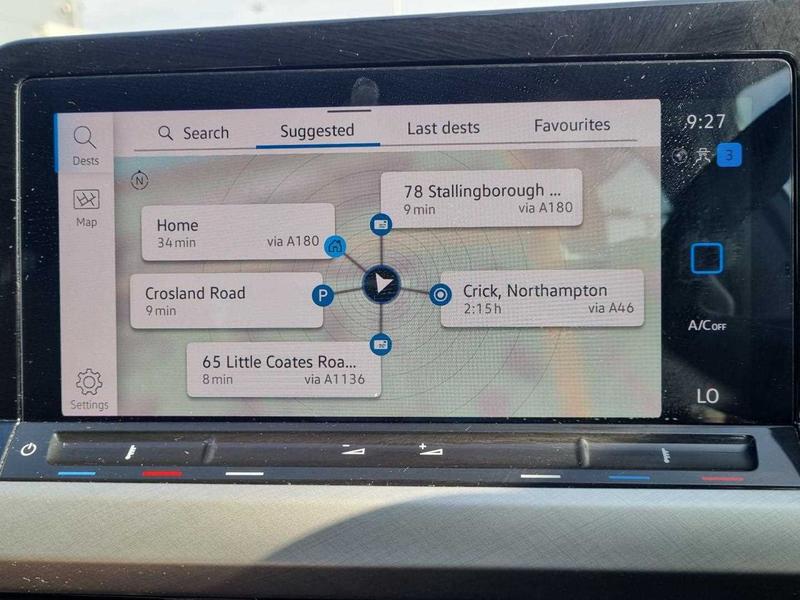 Search
Suggested
Last dests
Favourites
9:27
3
Dests
N
78 Stallingborough ...
9 min via A180
Map
Home
34 min via A180
Crosland Road
9 min
P
Crick, Northampton
2:15 h via A46
A/C OFF
65 Little Coates Roa...
8 min via A1136
Settings
LO
- +